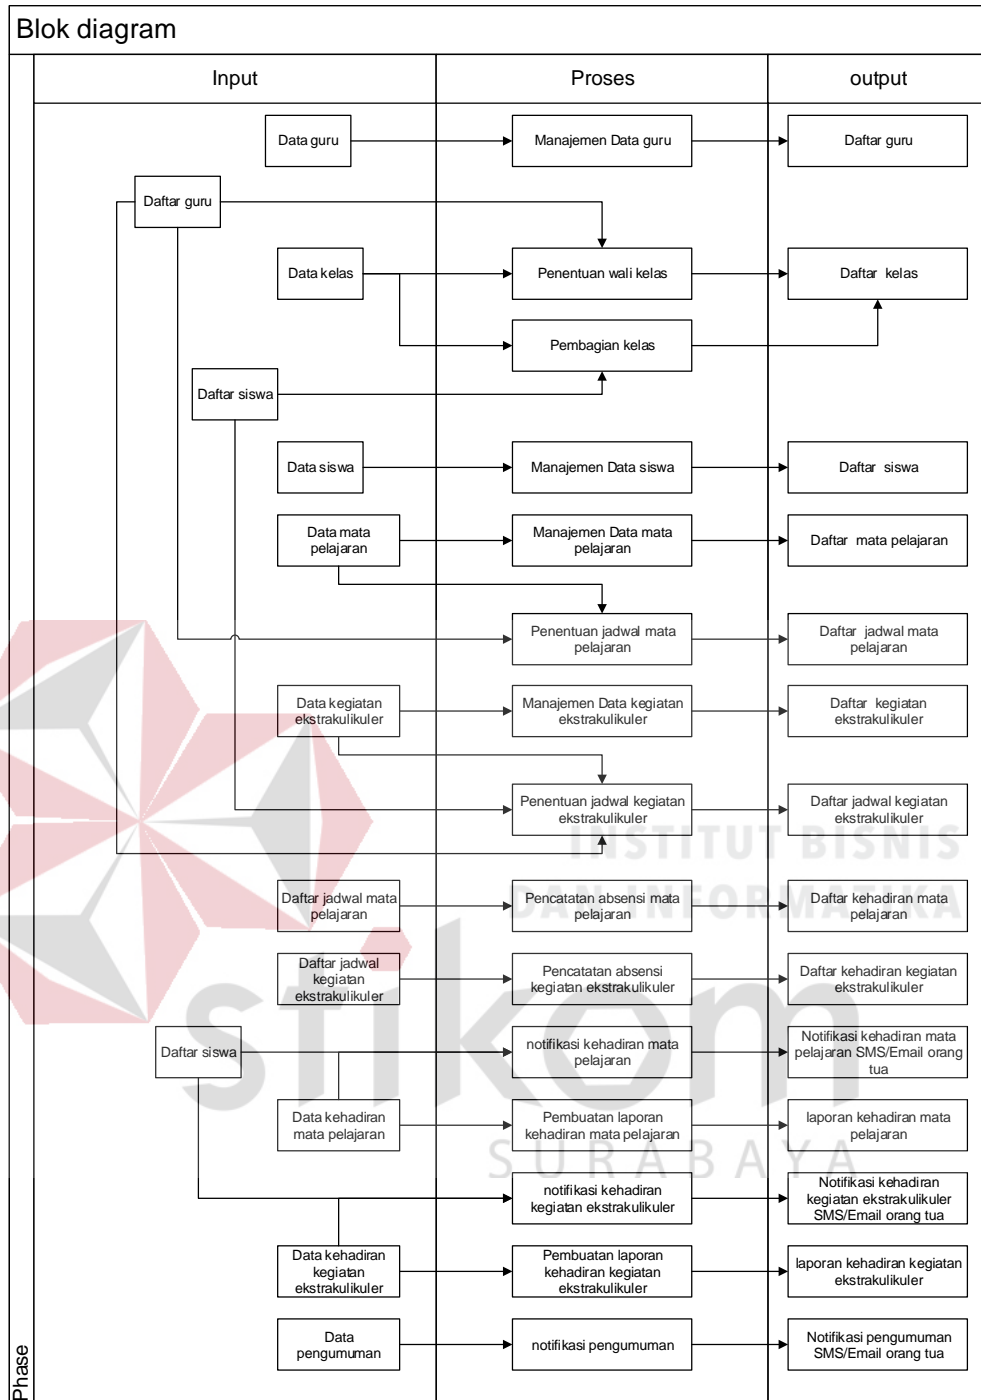 Blok diagram
Input
Proses
output
Data guru
Manajemen Data guru
Daftar guru
Daftar guru
Data kelas
Penentuan wali kelas
Daftar kelas
Pembagian kelas
Daftar siswa
Data siswa
Manajemen Data siswa
Daftar siswa
Data mata
pelajaran
Manajemen Data mata
pelajaran
Daftar mata pelajaran
Penentuan jadwal mata
pelajaran
Daftar jadwal mata
pelajaran
Data kegiatan
ekstrakulikuler
Manajemen Data kegiatan
ekstrakulikuler
Daftar kegiatan
ekstrakulikuler
Penentuan jadwal kegiatan
ekstrakulikuler
Daftar jadwal kegiatan
ekstrakulikuler
INSTITUT BISNIS
DAN INFORMATIKA
Daftar jadwal mata
pelajaran
Pencatatan absensi mata
pelajaran
Daftar kehadiran mata
pelajaran
Daftar jadwal
kegiatan
ekstrakulikuler
Pencatatan absensi
kegiatan ekstrakulikuler
Daftar kehadiran kegiatan
ekstrakulikuler
stikom
Daftar siswa
notifikasi kehadiran mata
pelajaran
Notifikasi kehadiran mata
pelajaran SMS/Email orang
tua
Data kehadiran
mata pelajaran
Pembuatan laporan
kehadiran mata pelajaran
laporan kehadiran mata
pelajaran
SURABAYA
notifikasi kehadiran
kegiatan ekstrakulikuler
Notifikasi kehadiran
kegiatan ekstrakulikuler
SMS/Email orang tua
Data kehadiran
kegiatan
ekstrakulikuler
Pembuatan laporan
kehadiran kegiatan
ekstrakulikuler
laporan kehadiran kegiatan
ekstrakulikuler
Data
pengumuman
notifikasi pengumuman
Notifikasi pengumuman
SMS/Email orang tua
Phase